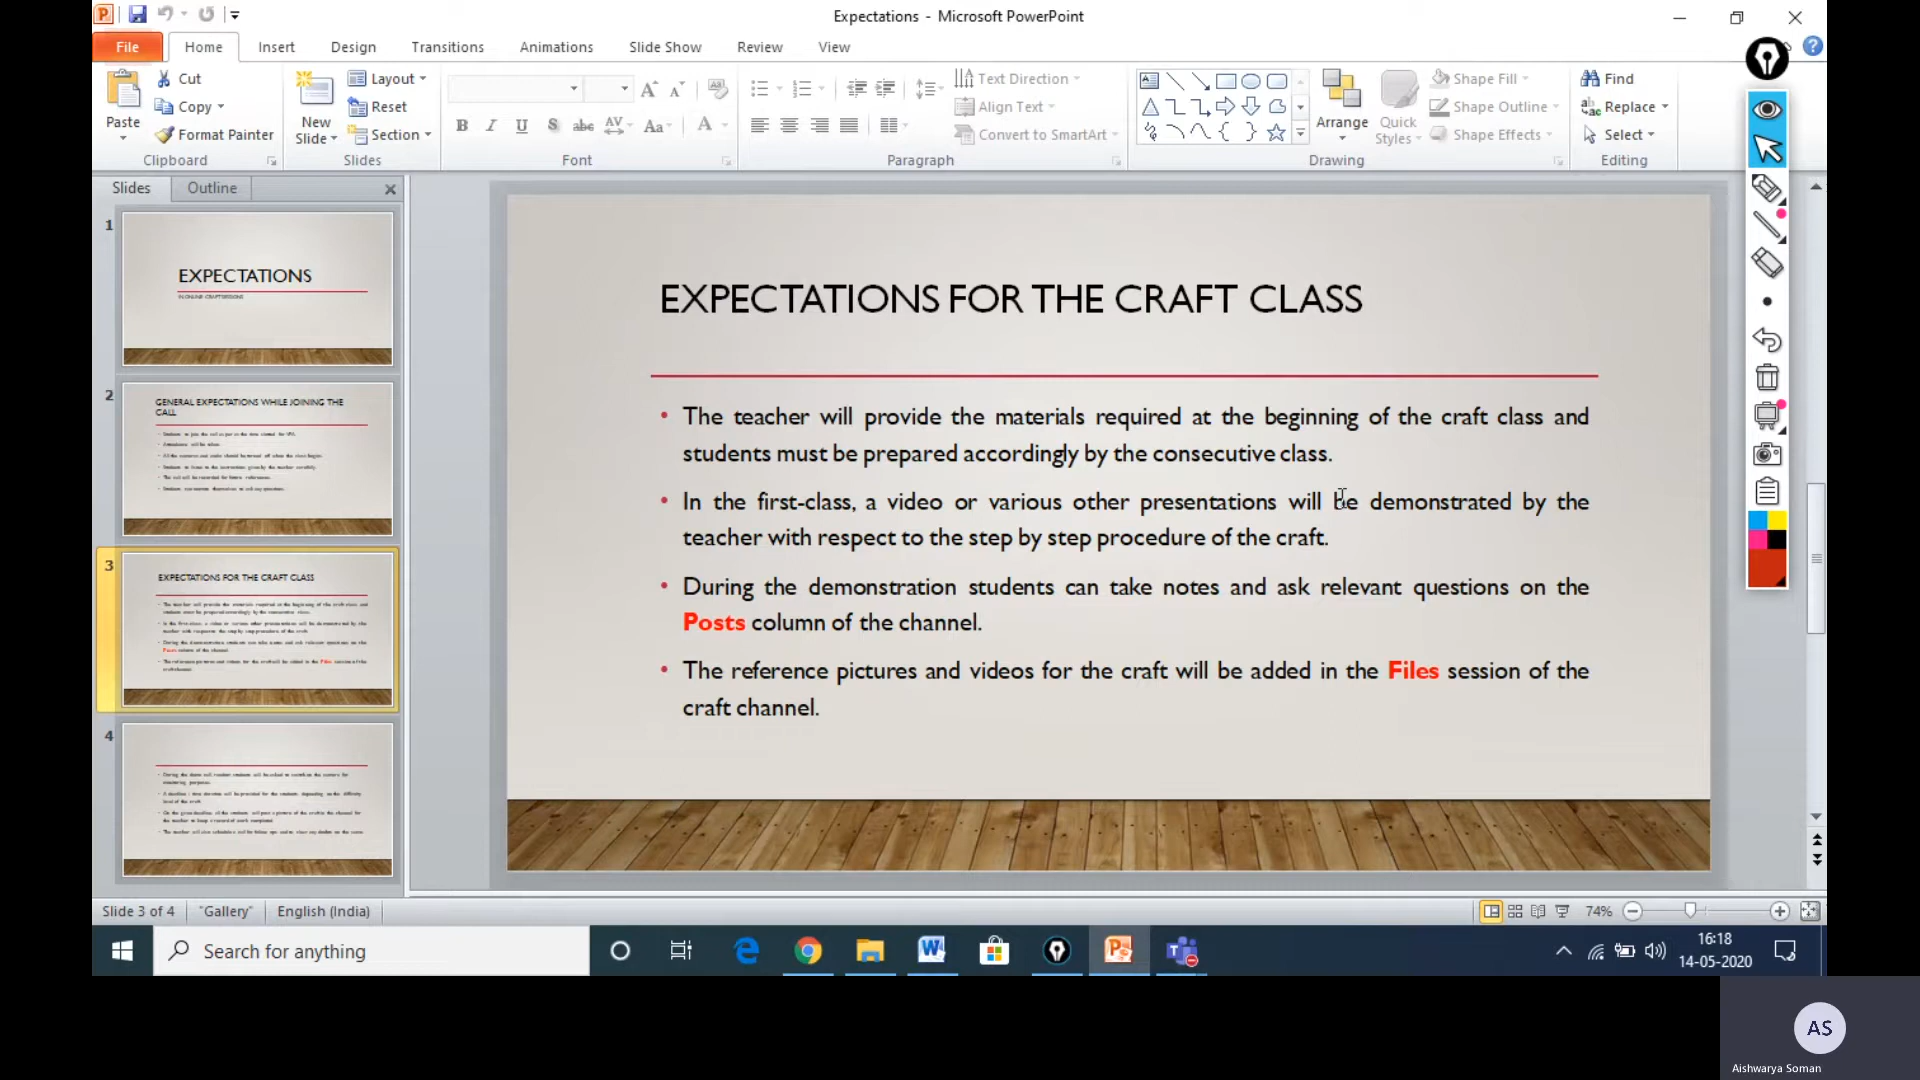 Expectations - Microsoft PowerPoint
File Home Insert Design Transitions Animations Slide Show Review View
Cut
Copy
Format Painter
Paste
Clipboard
New
Slide
Layout
Reset
Section
Slides
B I U S abc AV Aa A
Font
Text Direction
Align Text
Convert to SmartArt
Paragraph
Arrange
Quick
Styles
Shape Fill
Shape Outline
Shape Effects
Drawing
Find
Replace
Select
Editing
Slides Outline
1
EXPECTATIONS
2
GENERAL EXPECTATIONS WHILE JOINING THE
CALL
3
EXPECTATIONS FOR THE CRAFT CLASS
4
EXPECTATIONS FOR THE CRAFT CLASS
• The teacher will provide the materials required at the beginning of the craft class and
students must be prepared accordingly by the consecutive class.
• In the first-class, a video or various other presentations will be demonstrated by the
teacher with respect to the step by step procedure of the craft.
• During the demonstration students can take notes and ask relevant questions on the
Posts column of the channel.
• The reference pictures and videos for the craft will be added in the Files session of the
craft channel.
Slide 3 of 4 "Gallery" English (India) 74%
Search for anything
16:18
14-05-2020
AS
Aishwarya Soman